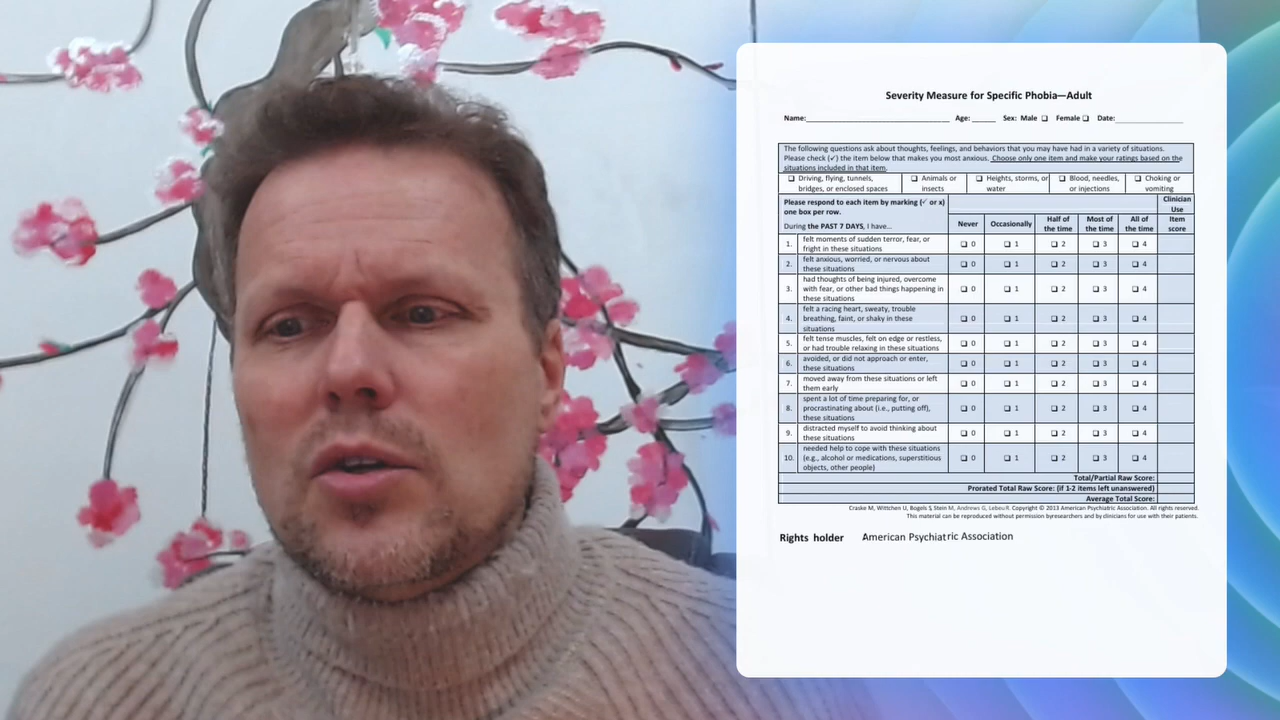 Severity Measure for Specific Phobia—Adult
Name: Age: Sex: Male ❑ Female ❑ Date:
The following questions ask about thoughts, feelings, and behaviors that you may have had in a variety of situations.
Please check (✓) the item below that makes you most anxious. Choose only one item and make your ratings based on the
situations included in that item.
❑ Driving, flying, tunnels, bridges, or enclosed spaces
❑ Animals or insects
❑ Heights, storms, or water
❑ Blood, needles, or injections
❑ Choking or vomiting
Please respond to each item by marking (✓ or x)
one box per row.
Clinician
Use
During the PAST 7 DAYS, I have…
Never
Occasionally
Half of the time
Most of the time
All of the time
Item score
1. felt moments of sudden terror, fear, or
fright in these situations
❑ 0 ❑ 1 ❑ 2 ❑ 3 ❑ 4
2. felt anxious, worried, or nervous about
these situations
❑ 0 ❑ 1 ❑ 2 ❑ 3 ❑ 4
3. had thoughts of being injured, overcome
with fear, or other bad things happening in
these situations
❑ 0 ❑ 1 ❑ 2 ❑ 3 ❑ 4
4. felt a racing heart, sweaty, trouble
breathing, faint, or shaky in these
situations
❑ 0 ❑ 1 ❑ 2 ❑ 3 ❑ 4
5. felt tense muscles, felt on edge or restless,
or had trouble relaxing in these situations
❑ 0 ❑ 1 ❑ 2 ❑ 3 ❑ 4
6. avoided, or did not approach or enter,
these situations
❑ 0 ❑ 1 ❑ 2 ❑ 3 ❑ 4
7. moved away from these situations or left
them early
❑ 0 ❑ 1 ❑ 2 ❑ 3 ❑ 4
8. spent a lot of time preparing for, or
procrastinating about (i.e., putting off),
these situations
❑ 0 ❑ 1 ❑ 2 ❑ 3 ❑ 4
9. distracted myself to avoid thinking about
these situations
❑ 0 ❑ 1 ❑ 2 ❑ 3 ❑ 4
10. needed help to cope with these situations
(e.g., alcohol or medications, superstitious
objects, other people)
❑ 0 ❑ 1 ❑ 2 ❑ 3 ❑ 4
Total/Partial Raw Score:
Prorated Total Raw Score: (if 1-2 items left unanswered)
Average Total Score:
Craske M, Wittchen U, Bogels S, Stein M, Andrews G, Lebeu R. Copyright © 2013 American Psychiatric Association. All rights reserved.
This material can be reproduced without permission by researchers and by clinicians for use with their patients.
Rights holder American Psychiatric Association